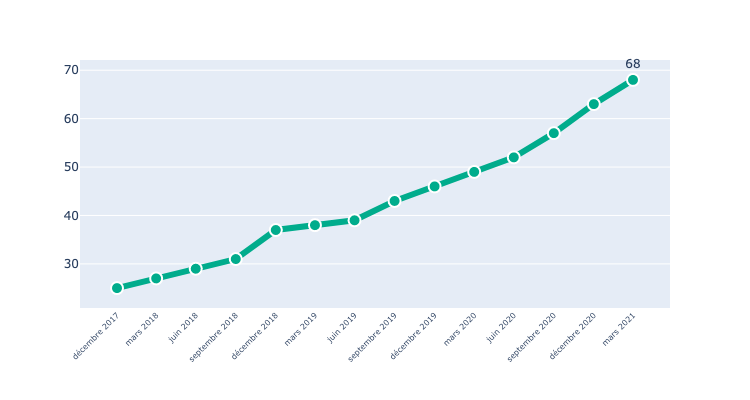 68
70
60
50
40
30
décembre 2017
mars 2018
juin 2018
septembre 2018
décembre 2018
mars 2019
juin 2019
septembre 2019
décembre 2019
mars 2020
juin 2020
septembre 2020
décembre 2020
mars 2021